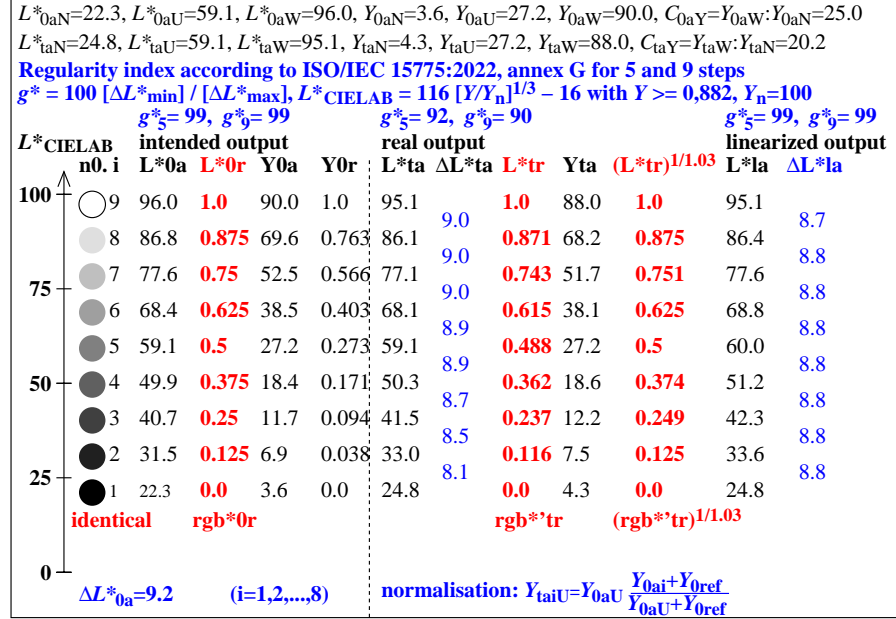 L*0aN=22.3, L*0aU=59.1, L*0aW=96.0, Y0aN=3.6, Y0aU=27.2, Y0aW=90.0, C0aY=Y0aW:Y0aN=25.0
L*taN=24.8, L*taU=59.1, L*taW=95.1, YtaN=4.3, YtaU=27.2, YtaW=88.0, CtaY=YtaW:YtaN=20.2
Regularity index according to ISO/IEC 15775:2022, annex G for 5 and 9 steps
g* = 100 [ΔL*min] / [ΔL*max], L*CIELAB = 116 [Y/Yn]1/3 – 16 with Y >= 0,882, Yn=100
g*5= 99, g*9= 99 g*5= 92, g*9= 90 g*5= 99, g*9= 99
L*CIELAB intended output real output linearized output
n0. i L*0a L*0r Y0a Y0r L*ta ΔL*ta L*tr Yta (L*tr)1/1.03 L*la ΔL*la
100 9 96.0 1.0 90.0 1.0 95.1 1.0 88.0 1.0 95.1
9.0 8.7
8 86.8 0.875 69.6 0.763 86.1 0.871 68.2 0.875 86.4
9.0 8.8
7 77.6 0.75 52.5 0.566 77.1 0.743 51.7 0.751 77.6
75 9.0 8.8
6 68.4 0.625 38.5 0.403 68.1 0.615 38.1 0.625 68.8
8.9 8.8
5 59.1 0.5 27.2 0.273 59.1 0.488 27.2 0.5 60.0
8.9 8.8
50 4 49.9 0.375 18.4 0.171 50.3 0.362 18.6 0.374 51.2
8.7 8.8
3 40.7 0.25 11.7 0.094 41.5 0.237 12.2 0.249 42.3
8.5 8.8
2 31.5 0.125 6.9 0.038 33.0 0.116 7.5 0.125 33.6
25 8.1 8.8
1 22.3 0.0 3.6 0.0 24.8 0.0 4.3 0.0 24.8
identical rgb*0r rgb*'tr (rgb*'tr)1/1.03
0
ΔL*0a=9.2 (i=1,2,...,8) normalisation: YtaiU=Y0aU Y0ai+Y0ref
Y0aU+Y0ref